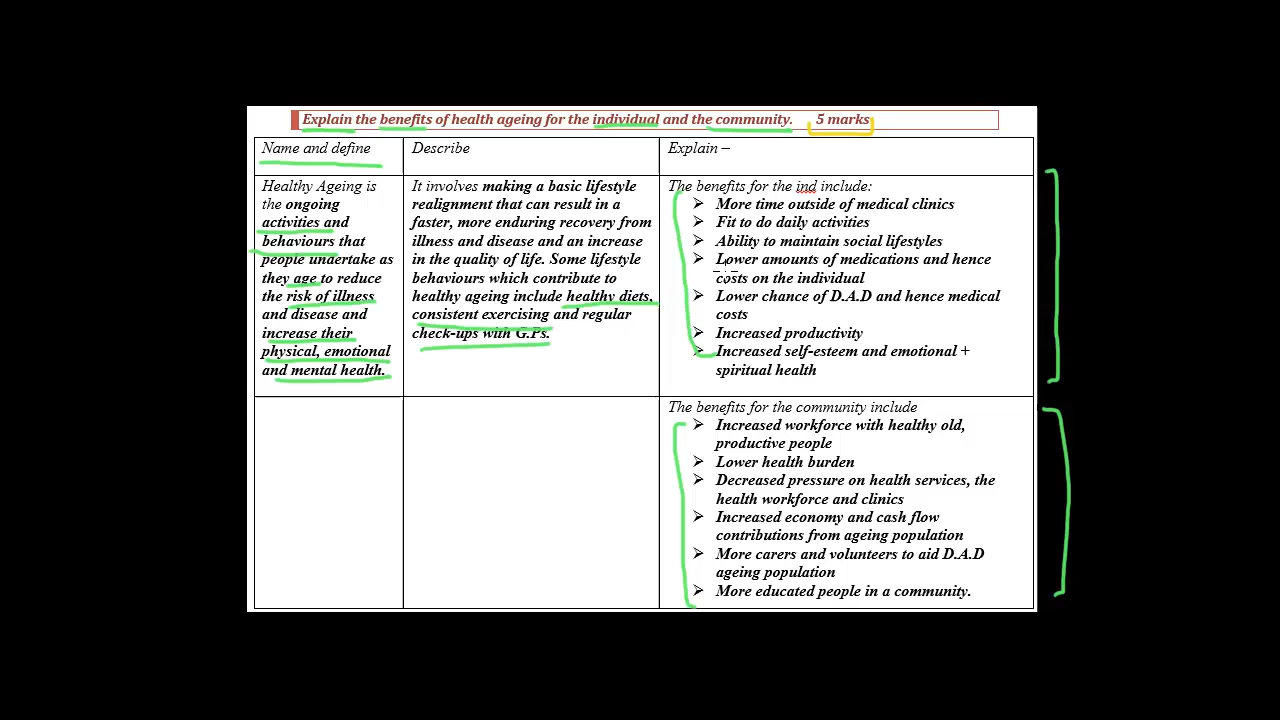 Explain the benefits of health ageing for the individual and the community. 5 marks
Name and define
Describe
Explain –
Healthy Ageing is
the ongoing
activities and
behaviours that
people undertake as
they age to reduce
the risk of illness
and disease and
increase their
physical, emotional
and mental health.
It involves making a basic lifestyle
realignment that can result in a
faster, more enduring recovery from
illness and disease and an increase
in the quality of life. Some lifestyle
behaviours which contribute to
healthy ageing include healthy diets,
consistent exercising and regular
check-ups with G.Ps.
The benefits for the ind include:
➢ More time outside of medical clinics
➢ Fit to do daily activities
➢ Ability to maintain social lifestyles
➢ Lower amounts of medications and hence
costs on the individual
➢ Lower chance of D.A.D and hence medical
costs
➢ Increased productivity
➢ Increased self-esteem and emotional +
spiritual health
The benefits for the community include
➢ Increased workforce with healthy old,
productive people
➢ Lower health burden
➢ Decreased pressure on health services, the
health workforce and clinics
➢ Increased economy and cash flow
contributions from ageing population
➢ More carers and volunteers to aid D.A.D
ageing population
➢ More educated people in a community.